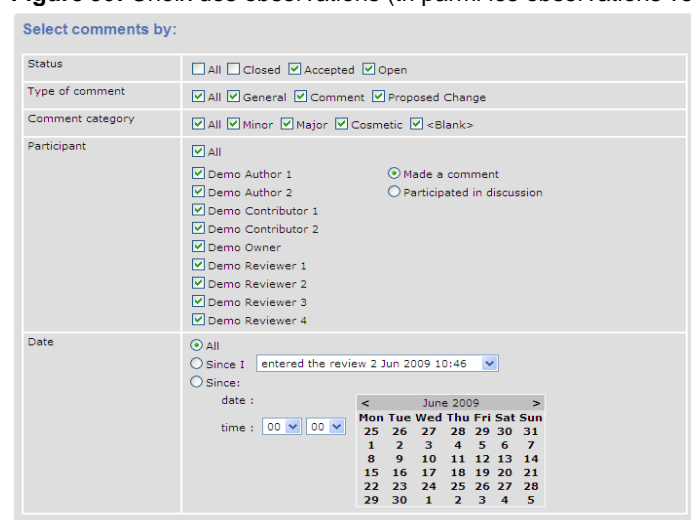 Select comments by:
Status
All Closed Accepted Open
Type of comment
All General Comment Proposed Change
Comment category
All Minor Major Cosmetic <Blank>
Participant
All
Demo Author 1 Made a comment
Demo Author 2 Participated in discussion
Demo Contributor 1
Demo Contributor 2
Demo Owner
Demo Reviewer 1
Demo Reviewer 2
Demo Reviewer 3
Demo Reviewer 4
Date
All
Since I entered the review 2 Jun 2009 10:46
Since:
date :
time : 00 00
< June 2009 >
Mon Tue Wed Thu Fri Sat Sun
25 26 27 28 29 30 31
1 2 3 4 5 6 7
8 9 10 11 12 13 14
15 16 17 18 19 20 21
22 23 24 25 26 27 28
29 30 1 2 3 4 5